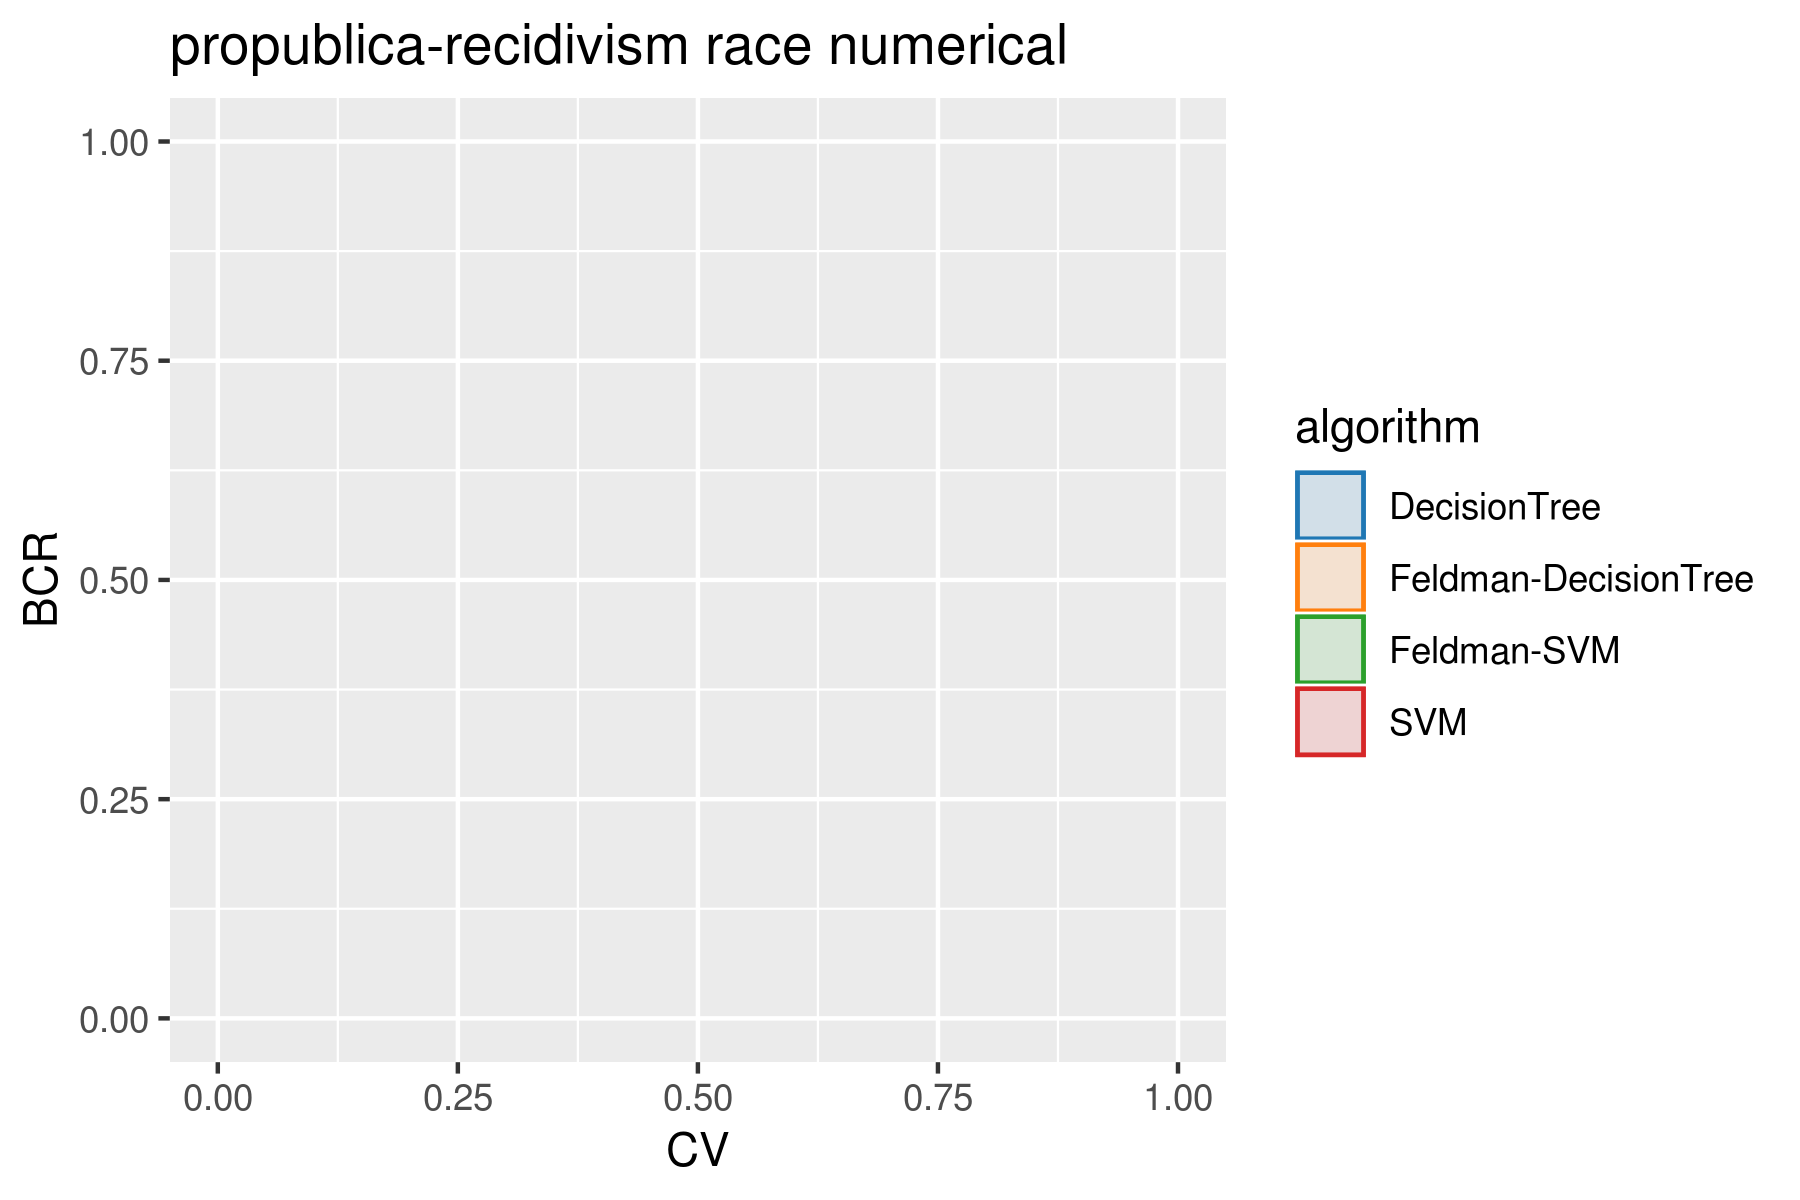 propublica-recidivism race numerical
BCR
1.00
0.75
0.50
0.25
0.00
0.00 0.25 0.50 0.75 1.00
CV
algorithm
DecisionTree
Feldman-DecisionTree
Feldman-SVM
SVM